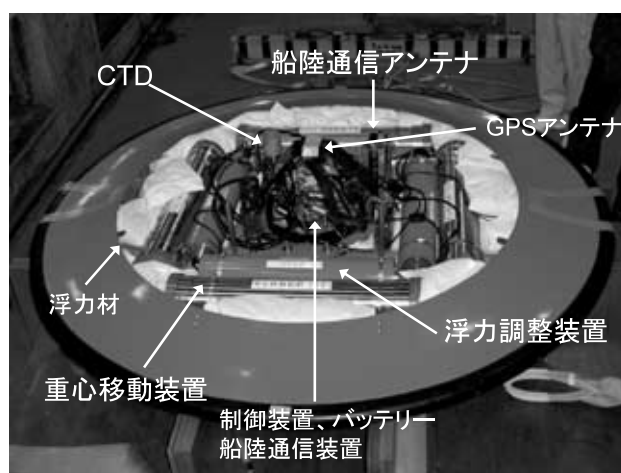 船陸通信アンテナ
CTD
GPSアンテナ
浮力材
浮力調整装置
重心移動装置
制御装置、バッテリー
船陸通信装置